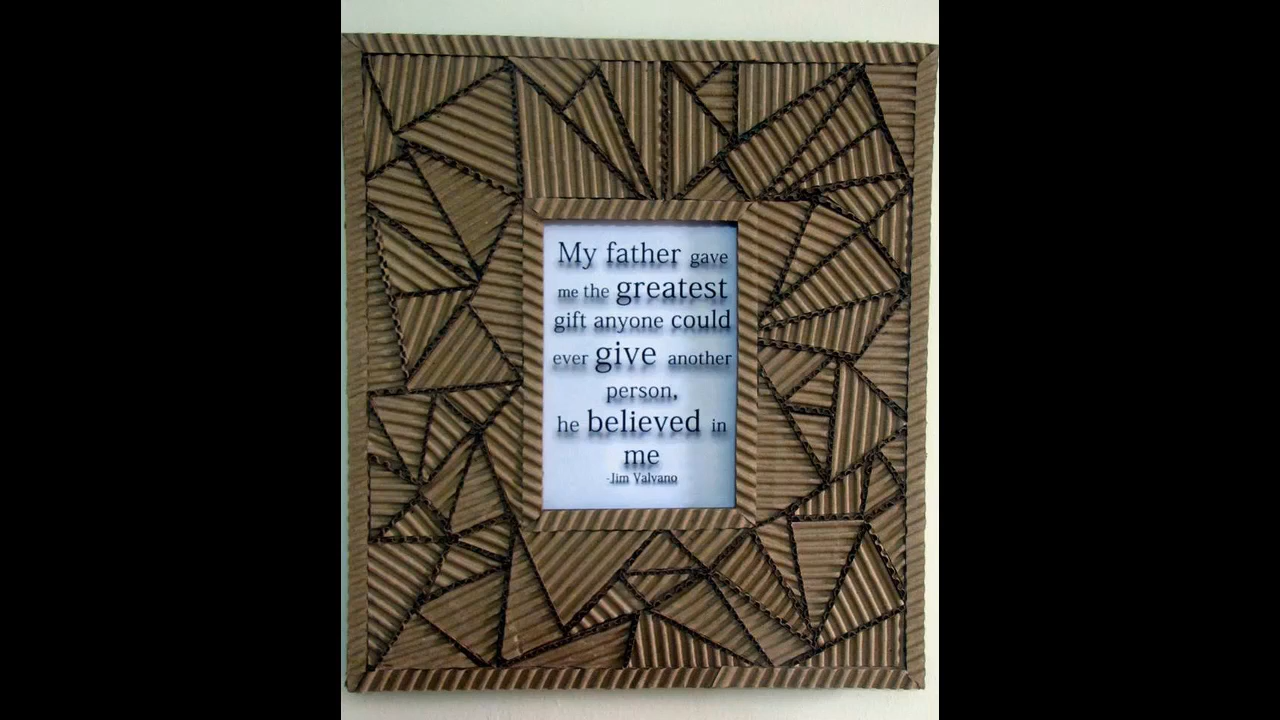 My father gave
me the greatest
gift anyone could
ever give another
person,
he believed in
me
-Jim Valvano